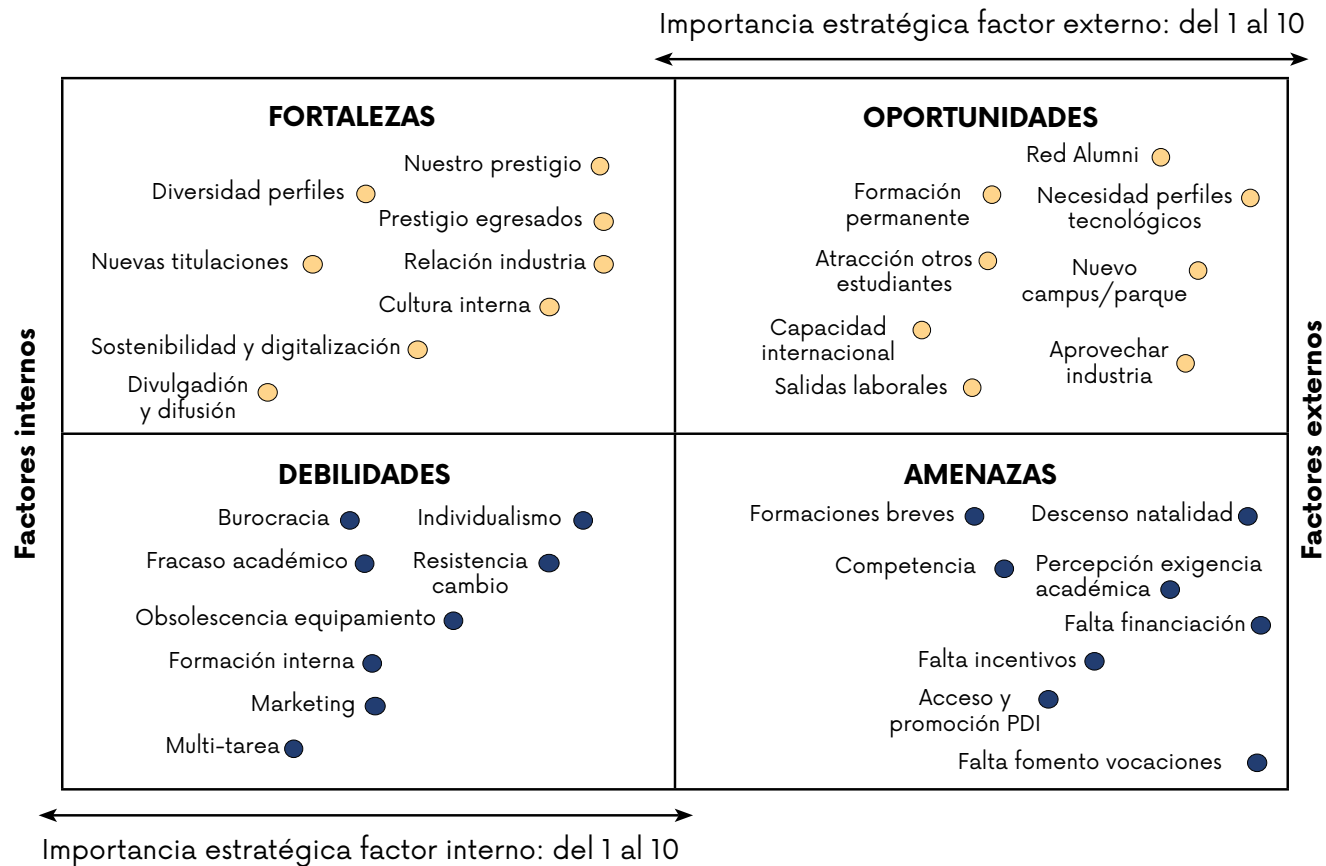 Importancia estratégica factor externo: del 1 al 10
Factores internos
FORTALEZAS
Nuestro prestigio
Diversidad perfiles
Prestigio egresados
Nuevas titulaciones
Relación industria
Cultura interna
Sostenibilidad y digitalización
Divulgadión
y difusión
OPORTUNIDADES
Red Alumni
Formación
permanente
Necesidad perfiles
tecnológicos
Atracción otros
estudiantes
Nuevo
campus/parque
Capacidad
internacional
Aprovechar
industria
Salidas laborales
Factores externos
DEBILIDADES
Burocracia
Individualismo
Fracaso académico
Resistencia
cambio
Obsolescencia equipamiento
Formación interna
Marketing
Multi-tarea
AMENAZAS
Formaciones breves
Descenso natalidad
Competencia
Percepción exigencia
académica
Falta financiación
Falta incentivos
Acceso y
promoción PDI
Falta fomento vocaciones
Importancia estratégica factor interno: del 1 al 10